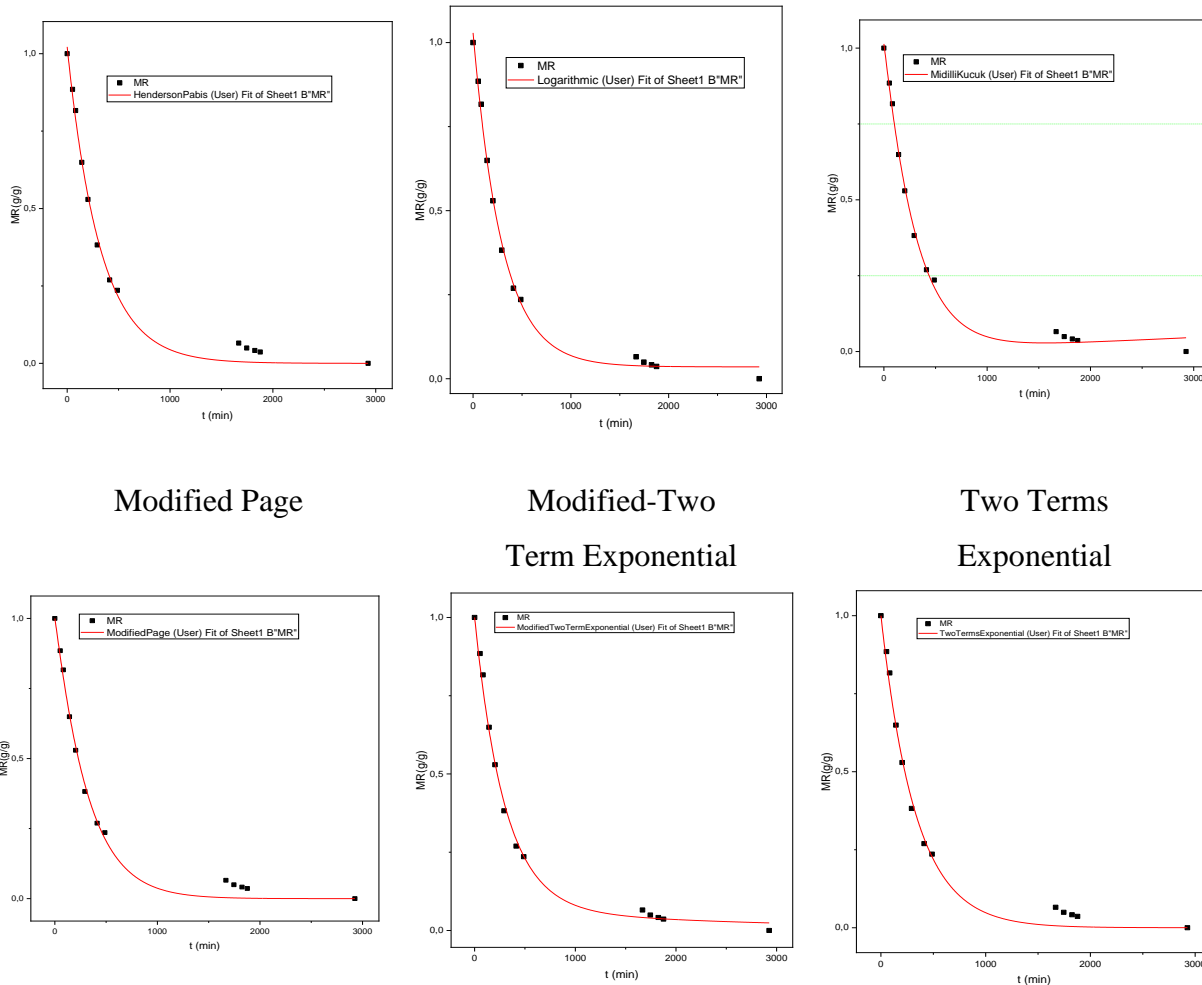 MR
HendersonPabis (User) Fit of Sheet1 B"MR"
1,0
0,5
0,0
MR(g/g)
0
1000
2000
3000
t (min)
MR
Logarithmic (User) Fit of Sheet1 B"MR"
1,0
0,5
0,0
MR(g/g)
0
1000
2000
3000
t (min)
MR
MidilliKucuk (User) Fit of Sheet1 B"MR"
1,0
0,5
0,0
MR(g/g)
0
1000
2000
3000
t (min)
Modified Page
Modified-Two
Term Exponential
Two Terms
Exponential
MR
ModifiedPage (User) Fit of Sheet1 B"MR"
1,0
0,5
0,0
MR(g/g)
0
1000
2000
3000
t (min)
MR
ModifiedTwoTermExponential (User) Fit of Sheet1 B"MR"
1,0
0,5
0,0
MR(g/g)
0
1000
2000
3000
t (min)
MR
TwoTermsExponential (User) Fit of Sheet1 B"MR"
1,0
0,5
0,0
MR(g/g)
0
1000
2000
3000
t (min)